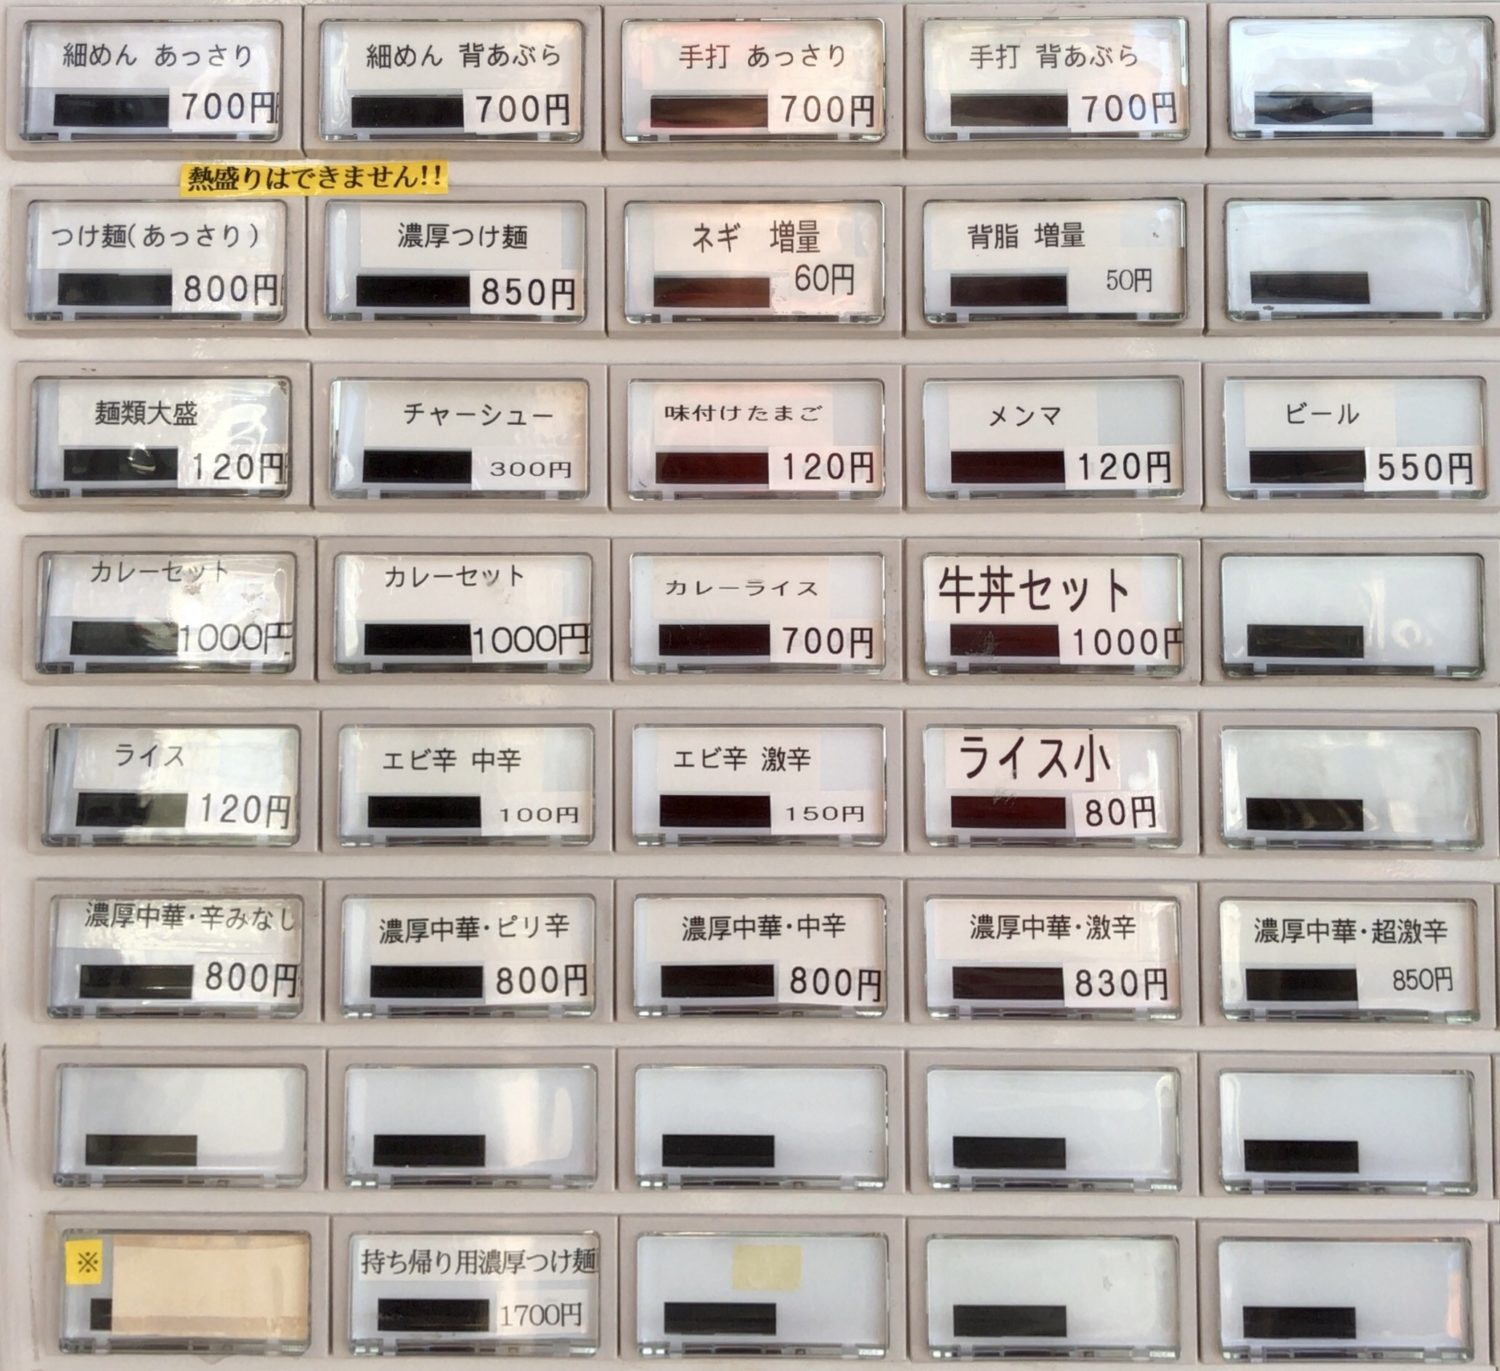 細めん あっさり
700円
細めん 背あぶら
700円
手打 あっさり
700円
手打 背あぶら
700円
熱盛りはできません!!
つけ麺(あっさり)
800円
濃厚つけ麺
850円
ネギ 増量
60円
背脂 増量
50円
麺類大盛
120円
チャーシュー
300円
味付けたまご
120円
メンマ
120円
ビール
550円
カレーセット
1000円
カレーセット
1000円
カレーライス
700円
牛丼セット
1000円
ライス
120円
エビ辛 中辛
100円
エビ辛 激辛
150円
ライス小
80円
濃厚中華・辛みなし
800円
濃厚中華・ピリ辛
800円
濃厚中華・中辛
800円
濃厚中華・激辛
830円
濃厚中華・超激辛
850円
※
持ち帰り用濃厚つけ麺
1700円